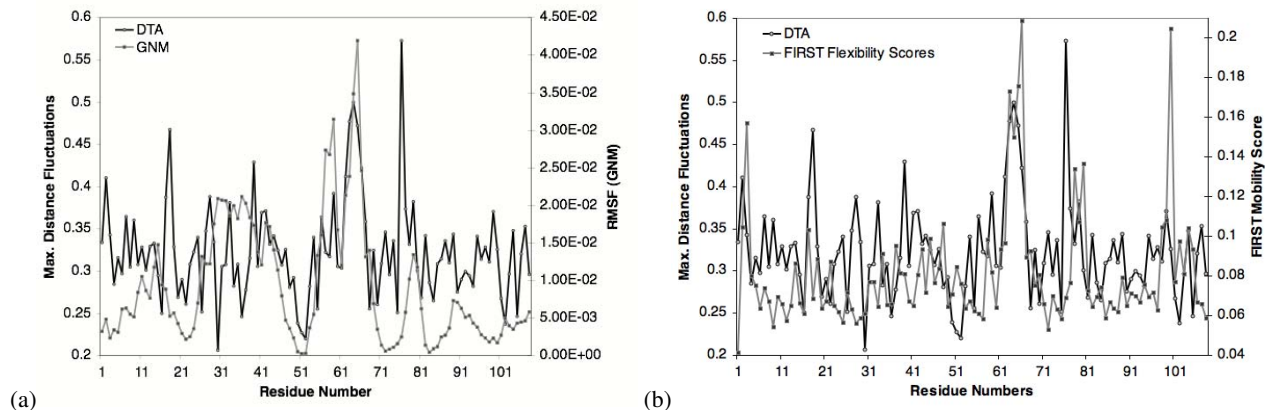 DTA
GNM
Max. Distance Fluctuations
0.6
0.55
0.5
0.45
0.4
0.35
0.3
0.25
0.2
1 11 21 31 41 51 61 71 81 91 101
Residue Number
4.50E-02
4.00E-02
3.50E-02
3.00E-02
2.50E-02
2.00E-02
1.50E-02
1.00E-02
5.00E-03
0.00E+00
RMSF (GNM)
(a)
DTA
FIRST Flexibility Scores
Max. Distance Fluctuations
0.6
0.55
0.5
0.45
0.4
0.35
0.3
0.25
0.2
1 11 21 31 41 51 61 71 81 91 101
Residue Numbers
0.2
0.18
0.16
0.14
0.12
0.1
0.08
0.06
0.04
FIRST Mobility Score
(b)